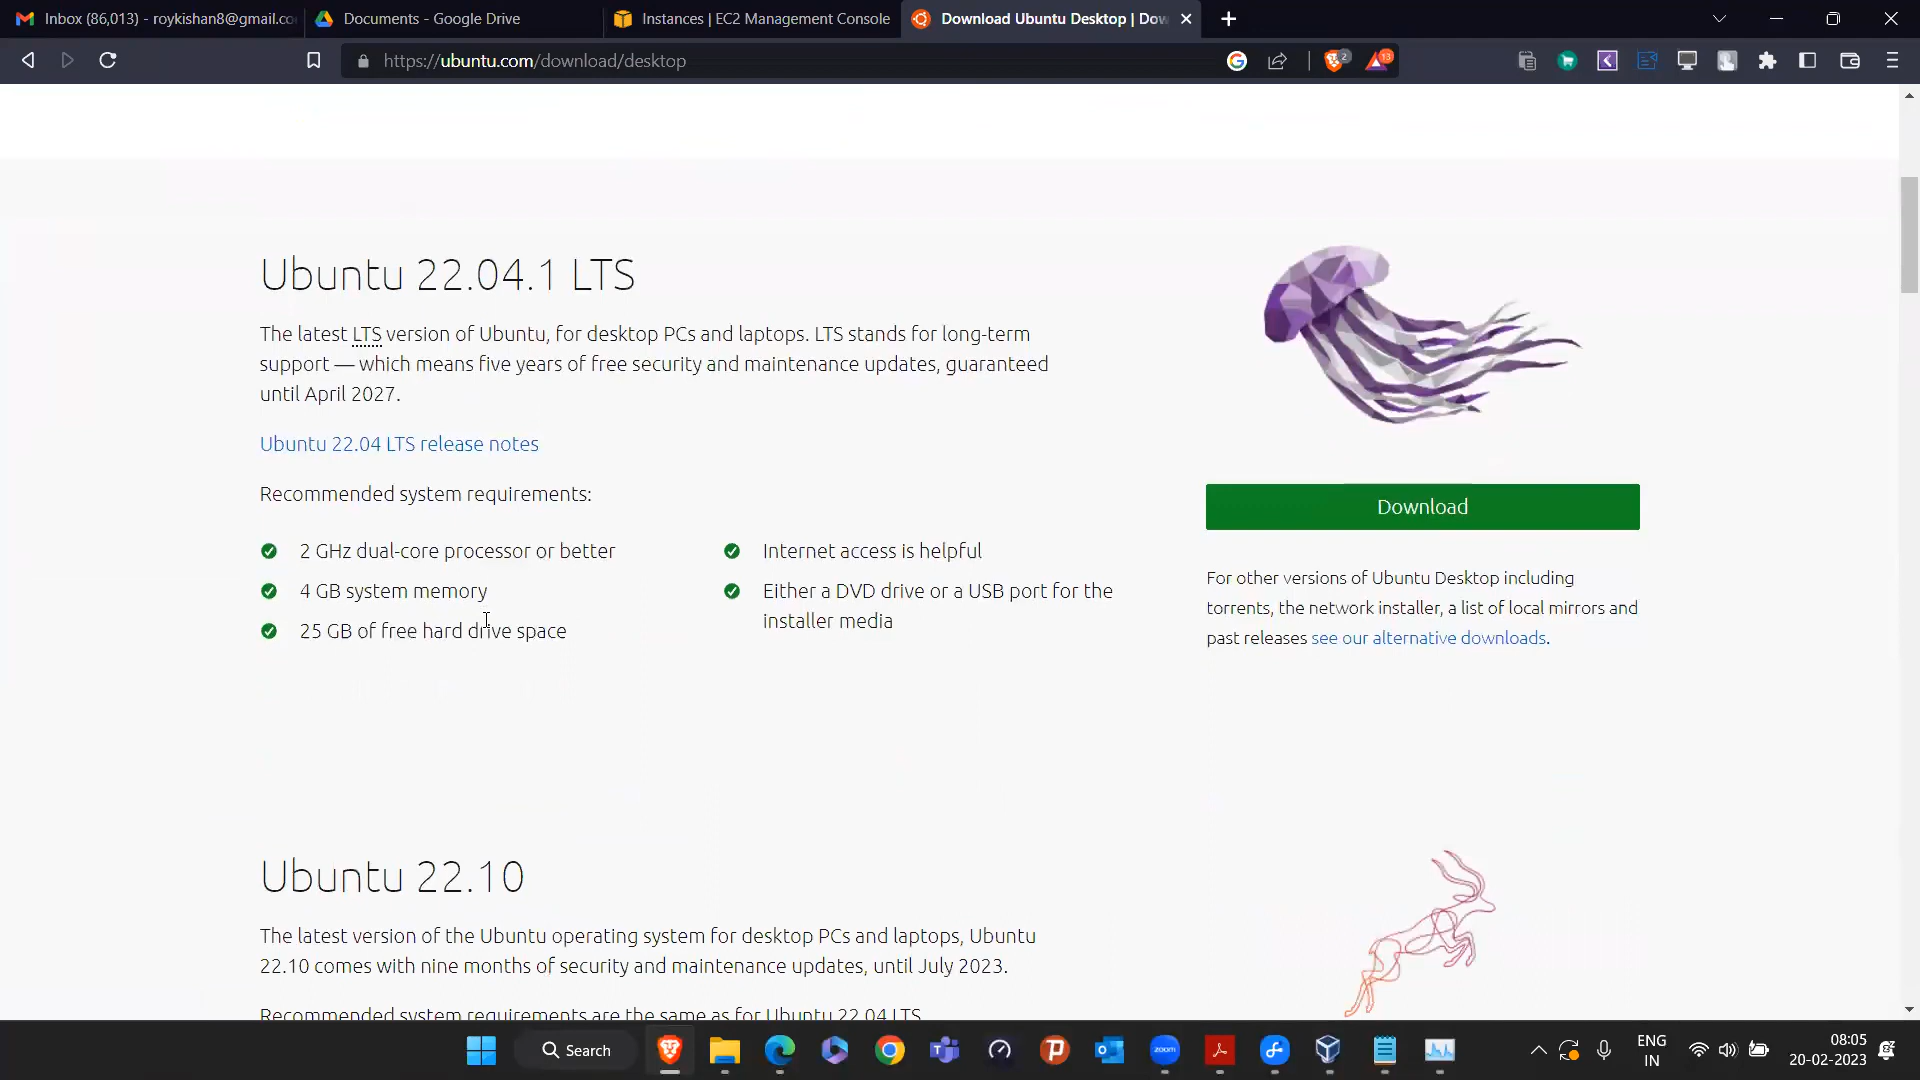 Inbox (86,013) - roykishan8@gmail.co
Documents - Google Drive
Instances | EC2 Management Console
Download Ubuntu Desktop | Dow
https://ubuntu.com/download/desktop
2
13
Ubuntu 22.04.1 LTS
The latest LTS version of Ubuntu, for desktop PCs and laptops. LTS stands for long-term
support — which means five years of free security and maintenance updates, guaranteed
until April 2027.
Ubuntu 22.04 LTS release notes
Recommended system requirements:
2 GHz dual-core processor or better
4 GB system memory
25 GB of free hard drive space
Internet access is helpful
Either a DVD drive or a USB port for the
installer media
Download
For other versions of Ubuntu Desktop including
torrents, the network installer, a list of local mirrors and
past releases see our alternative downloads.
Ubuntu 22.10
The latest version of the Ubuntu operating system for desktop PCs and laptops, Ubuntu
22.10 comes with nine months of security and maintenance updates, until July 2023.
Recommended system requirements are the same as for Ubuntu 22.04 LTS
Search
zoom
ENG
IN
08:05
20-02-2023